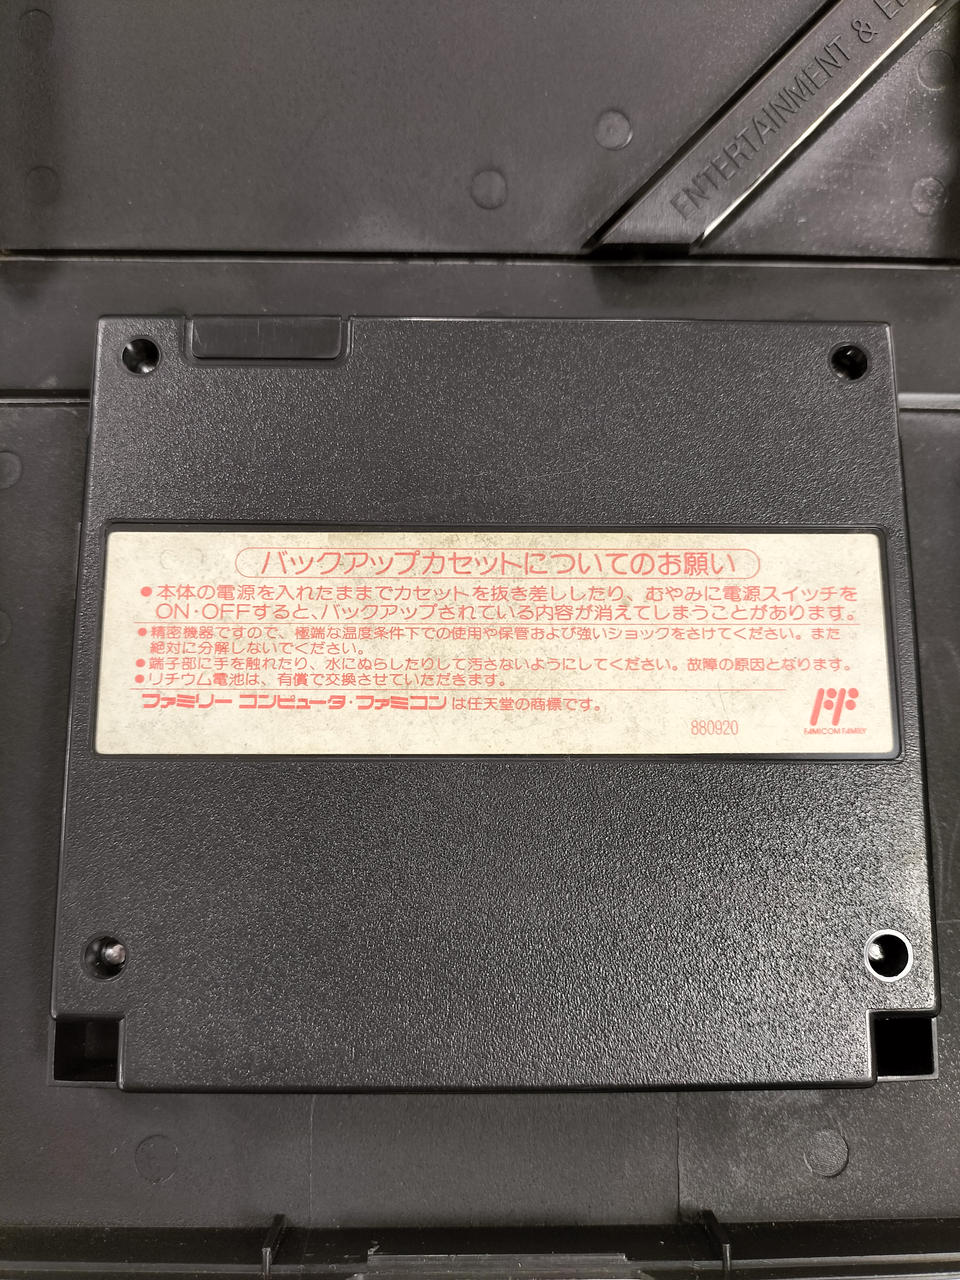 ENTERTAINMENT &
バックアップカセットについてのお願い
●本体の電源を入れたままでカセットを抜き差ししたり、むやみに電源スイッチを
ON·OFFすると、バックアップされている内容が消えてしまうことがあります。
●精密機器ですので、極端な温度条件下での使用や保管および強いショックをさけてください。また
絶対に分解しないでください。
●端子部に手を触れたり、水にぬらしたりして汚さないようにしてください。故障の原因となります。
●リチウム電池は、有償で交換させていただきます。
ファミリー コンピュータ·ファミコンは任天堂の商標です。
880920
FAMICOM FAMILY